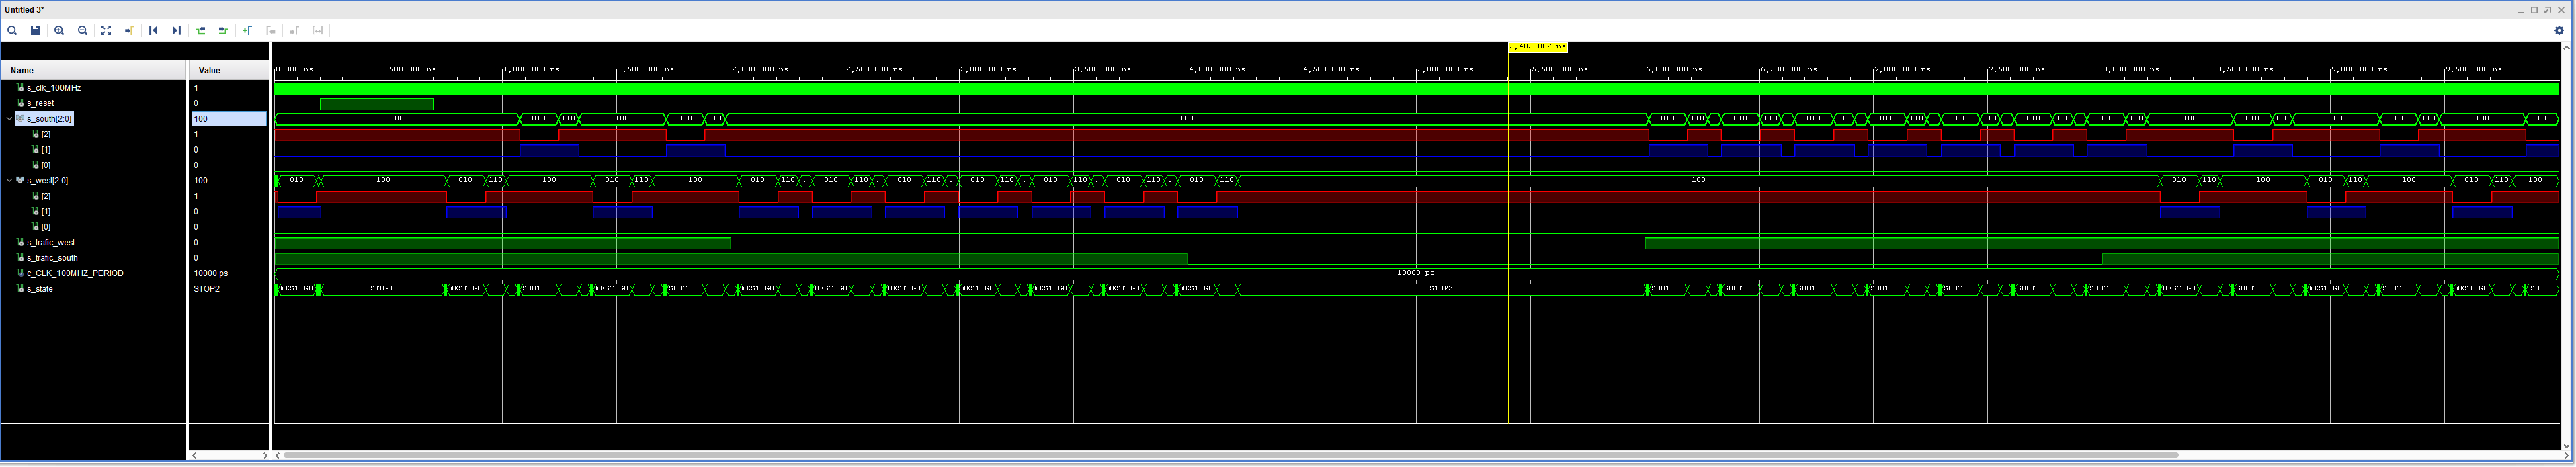 Untitled 3*
5,405.882 ns
Name Value
0.000 ns 500.000 ns 1,000.000 ns 1,500.000 ns 2,000.000 ns 2,500.000 ns 3,000.000 ns 3,500.000 ns 4,000.000 ns 4,500.000 ns 5,000.000 ns 5,500.000 ns 6,000.000 ns 6,500.000 ns 7,000.000 ns 7,500.000 ns 8,000.000 ns 8,500.000 ns 9,000.000 ns 9,500.000 ns
s_clk_100MHz 1
s_reset 0
s_south[2:0] 100 100 010 110 100 010 110 100 010 110 . 010 110 . 010 110 . 010 110 . 010 110 . 010 110 . 010 110 100 010 110 100 010 110 100 010
[2] 1
[1] 0
[0] 0
s_west[2:0] 100 010 100 010 110 100 010 110 100 010 110 . 010 110 . 010 110 . 010 110 . 010 110 . 010 110 . 010 110 100 010 110 100 010 110 100 010 110 100
[2] 1
[1] 0
[0] 0
s_trafic_west 0
s_trafic_south 0
c_CLK_100MHZ_PERIOD 10000 ps 10000 ps
s_state STOP2 WEST_GO STOP1 WEST_GO ... . SOUT... ... . WEST_GO ... . SOUT... ... . WEST_GO ... . WEST_GO ... . WEST_GO ... . WEST_GO ... . WEST_GO ... . WEST_GO ... . WEST_GO ... STOP2 SOUT... ... . SOUT... ... . SOUT... ... . SOUT... ... . SOUT... ... . SOUT... ... . SOUT... ... . WEST_GO ... . SOUT... ... . WEST_GO ... . SOUT... ... . WEST_GO ... . SO...